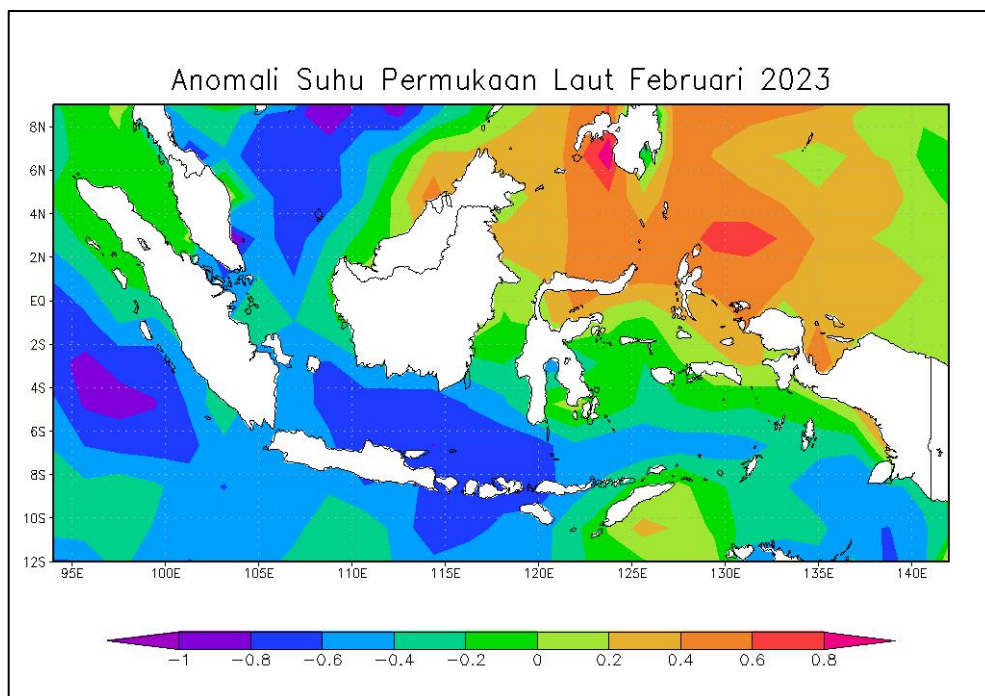 Anomali Suhu Permukaan Laut Februari 2023
8N
6N
4N
2N
EQ
2S
4S
6S
8S
10S
12S
95E 100E 105E 110E 115E 120E 125E 130E 135E 140E
-1 -0.8 -0.6 -0.4 -0.2 0 0.2 0.4 0.6 0.8